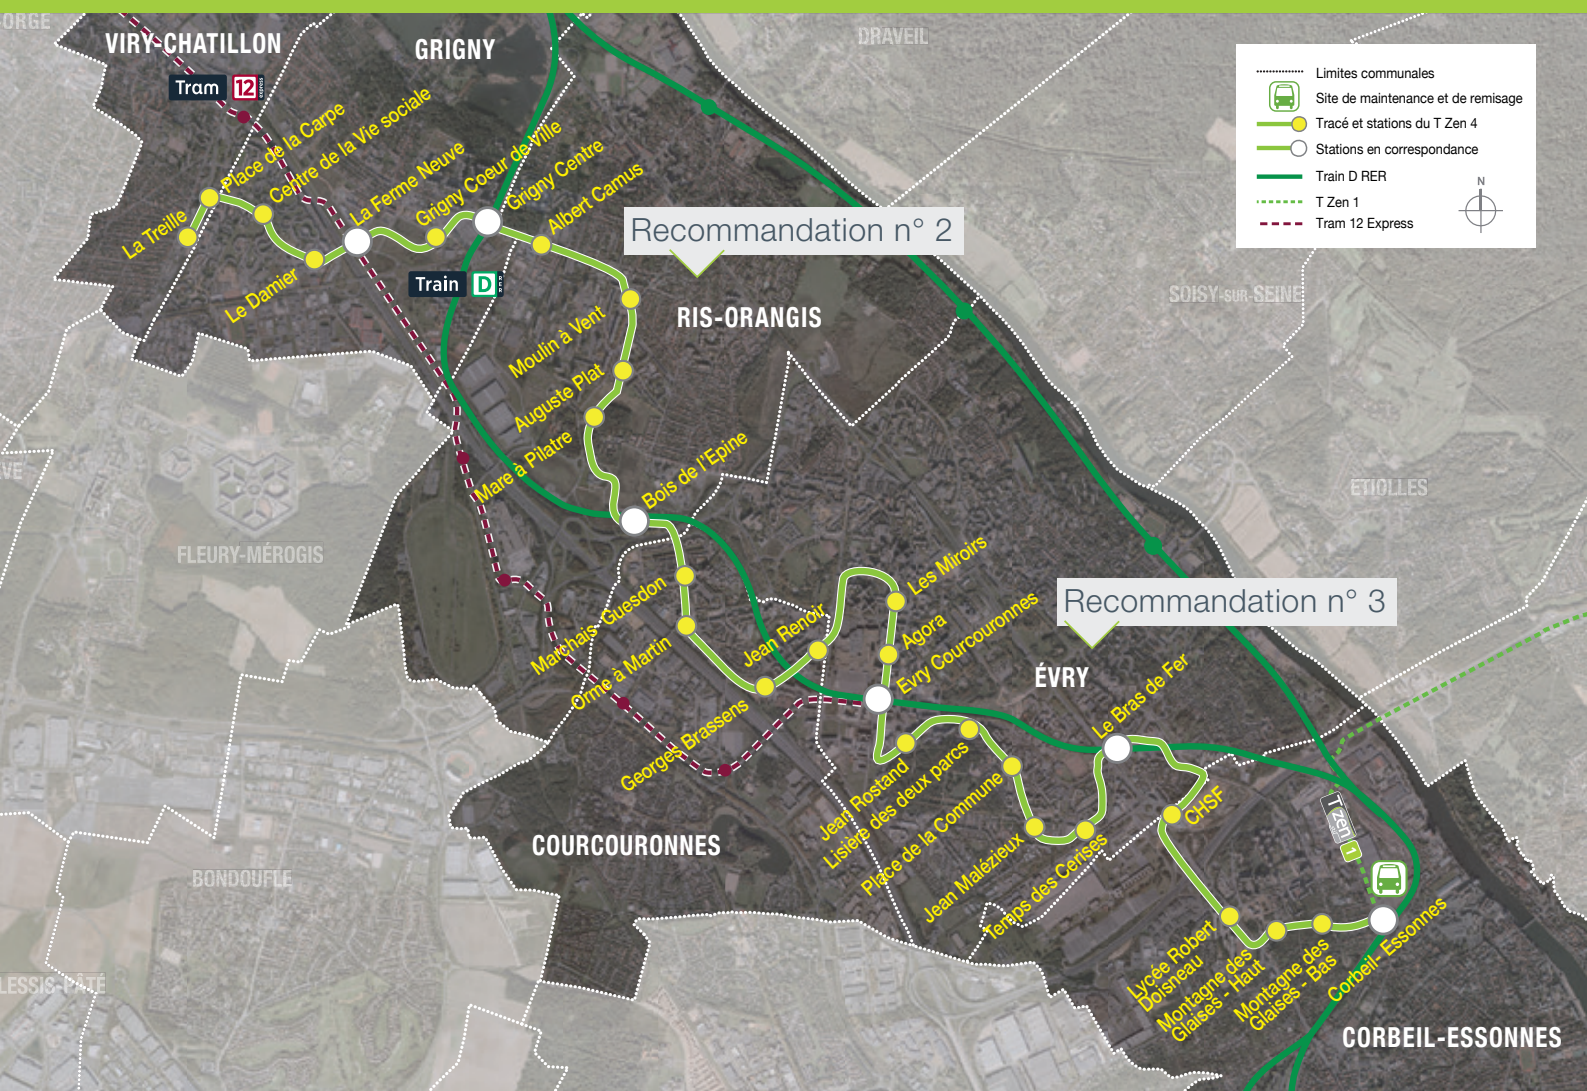 ORGE
VIRY-CHATILLON
GRIGNY
DRAVEIL
Tram 12 express
Limites communales
Site de maintenance et de remisage
Tracé et stations du T Zen 4
Stations en correspondance
Train D RER
T Zen 1
Tram 12 Express
N
La Treille
Place de la Carpe
Centre de la Vie sociale
Le Damier
La Ferme Neuve
Grigny Coeur de Ville
Grigny Centre
Albert Camus
Recommandation n° 2
Train D RER
RIS-ORANGIS
SOISY-SUR-SEINE
Moulin à Vent
Auguste Plat
Mare à Pilatre
Bois de l'Epine
ÉTIOLLES
VE
FLEURY-MÉROGIS
Marchais Guesdon
Orme à Martin
Georges Brassens
Jean Renoir
Les Miroirs
Agora
Evry Courcouronnes
Recommandation n° 3
ÉVRY
Le Bras de Fer
Jean Rostand
Lisière des deux parcs
Place de la Commune
Jean Malézieux
Temps des Cerises
CHSF
T zen 1
COURCOURONNES
BONDOUFLE
Lycée Robert
Doisneau
Montagne des
Glaises - Haut
Montagne des
Glaises - Bas
Corbeil- Essonnes
LESSIS-PÂTÉ
CORBEIL-ESSONNES